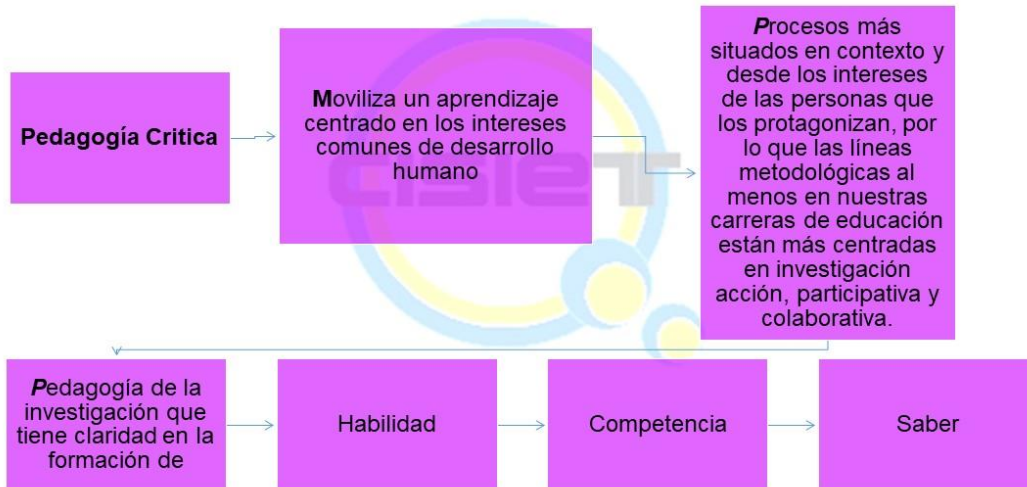 Pedagogía Critica
Moviliza un aprendizaje
centrado en los intereses
comunes de desarrollo
humano
Procesos más
situados en contexto y
desde los intereses
de las personas que
los protagonizan, por
lo que las líneas
metodológicas al
menos en nuestras
carreras de educación
están más centradas
en investigación
acción, participativa y
colaborativa.
Pedagogía de la
investigación que
tiene claridad en la
formación de
Habilidad
Competencia
Saber